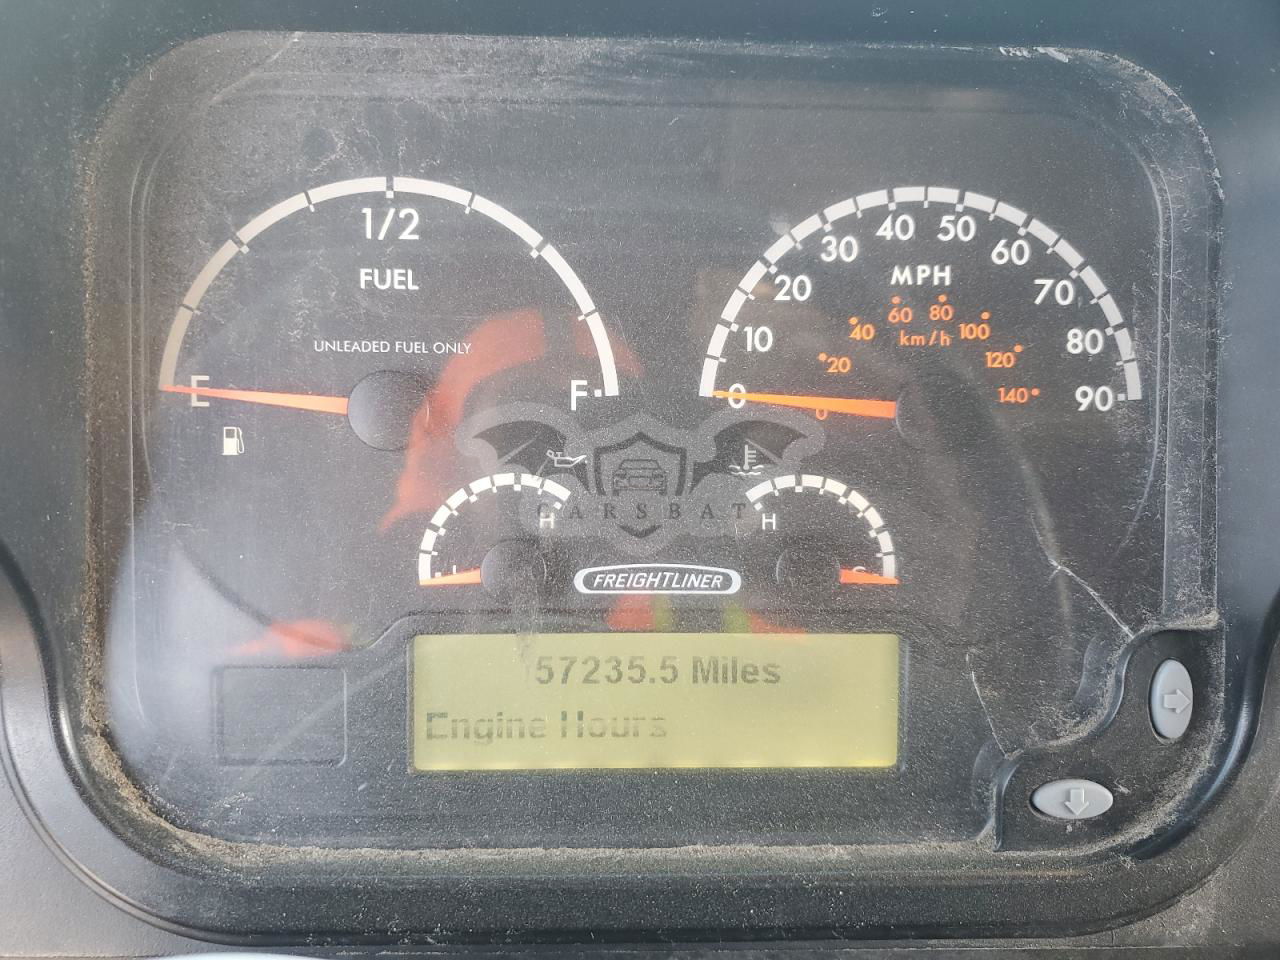 1/2
FUEL
UNLEADED FUEL ONLY
E
F
0 10 20 30 40 50 60 70 80 90
MPH
0 20 40 60 80 100 120 140
km/h
H
H
CARSBAT
L
C
FREIGHTLINER
57235.5 Miles
Engine Hours